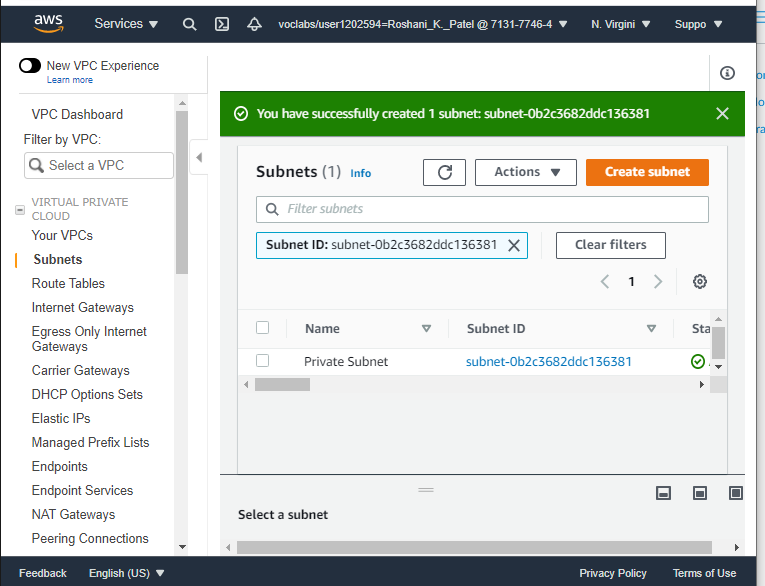 aws
Services
voclabs/user1202594=Roshani_K._Patel @ 7131-7746-4
N. Virgini
Suppo
New VPC Experience
Learn more
VPC Dashboard
Filter by VPC:
Select a VPC
VIRTUAL PRIVATE
CLOUD
Your VPCs
Subnets
Route Tables
Internet Gateways
Egress Only Internet
Gateways
Carrier Gateways
DHCP Options Sets
Elastic IPs
Managed Prefix Lists
Endpoints
Endpoint Services
NAT Gateways
Peering Connections
You have successfully created 1 subnet: subnet-0b2c3682ddc136381
Subnets (1) Info
Actions
Create subnet
Filter subnets
Subnet ID: subnet-0b2c3682ddc136381
Clear filters
1
Name Subnet ID Sta
Private Subnet subnet-0b2c3682ddc136381
Select a subnet
Feedback English (US) Privacy Policy Terms of Use